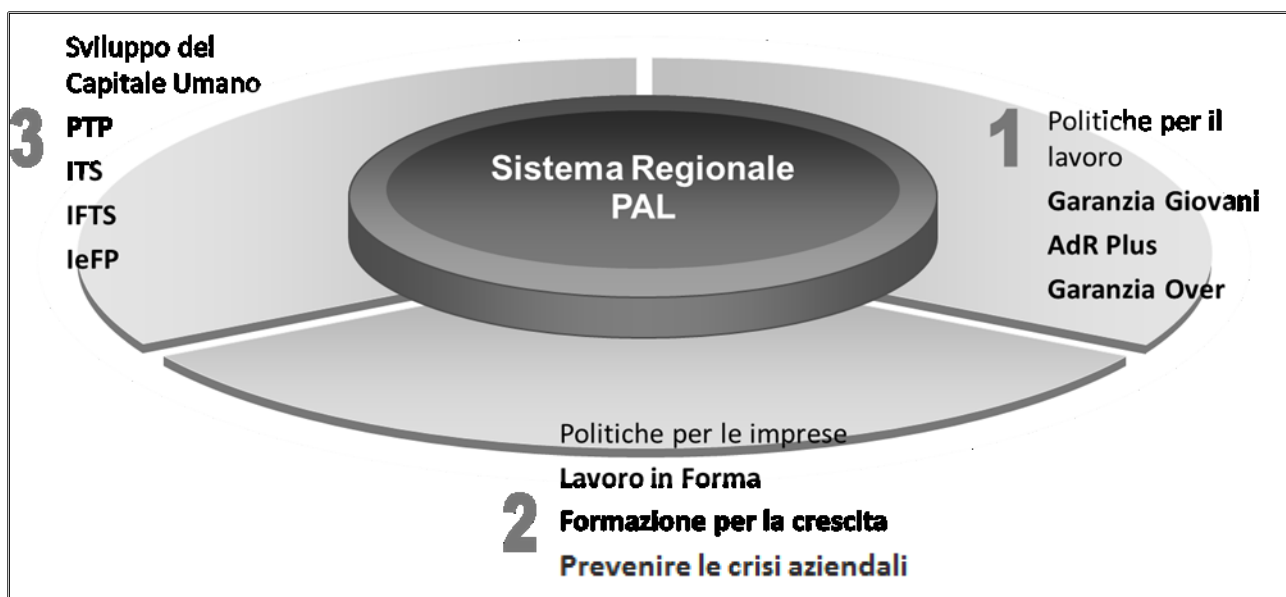 Sviluppo del
Capitale Umano
3
PTP
ITS
IFTS
IeFP
Sistema Regionale
PAL
1
Politiche per il
lavoro
Garanzia Giovani
AdR Plus
Garanzia Over
Politiche per le imprese
2
Lavoro in Forma
Formazione per la crescita
Prevenire le crisi aziendali